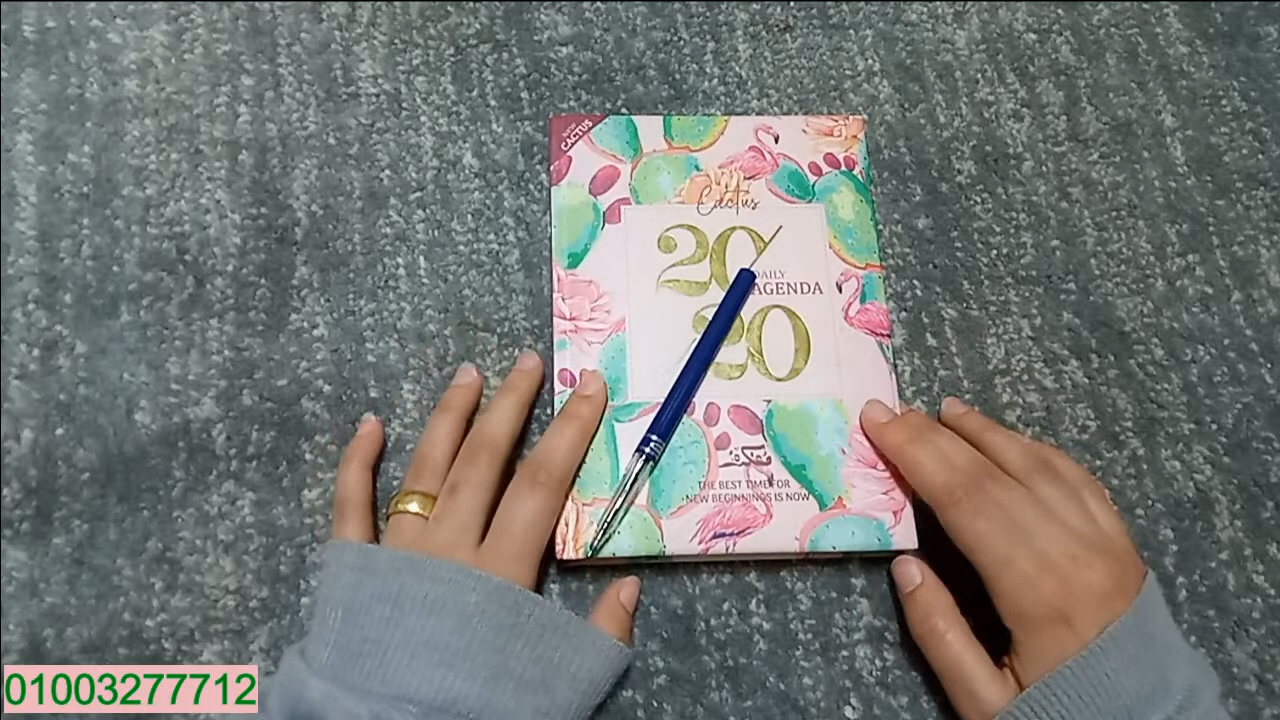 NEW
CACTUS
Cactus
20
DAILY
AGENDA
20
THE BEST TIME FOR
NEW BEGINNINGS IS NOW
01003277712